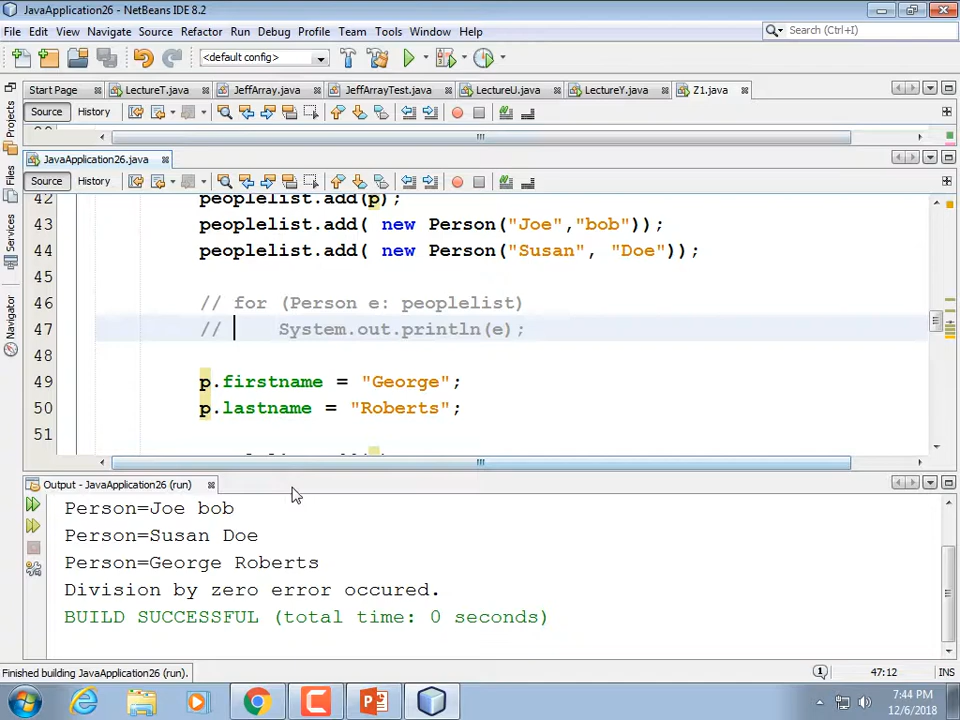 JavaApplication26 - NetBeans IDE 8.2
File Edit View Navigate Source Refactor Run Debug Profile Team Tools Window Help
Search (Ctrl+I)
<default config>
Start Page LectureT.java JeffArray.java JeffArrayTest.java LectureU.java LectureY.java Z1.java
Source History
JavaApplication26.java
Source History
Projects
Files
Services
Navigator
42 peoplelist.add(p);
43 peoplelist.add( new Person("Joe","bob"));
44 peoplelist.add( new Person("Susan", "Doe"));
45
46 // for (Person e: peoplelist)
47 //     System.out.println(e);
48
49 p.firstname = "George";
50 p.lastname = "Roberts";
51
Output - JavaApplication26 (run)
Person=Joe bob
Person=Susan Doe
Person=George Roberts
Division by zero error occured.
BUILD SUCCESSFUL (total time: 0 seconds)
Finished building JavaApplication26 (run).
1
47:12
INS
7:44 PM
12/6/2018